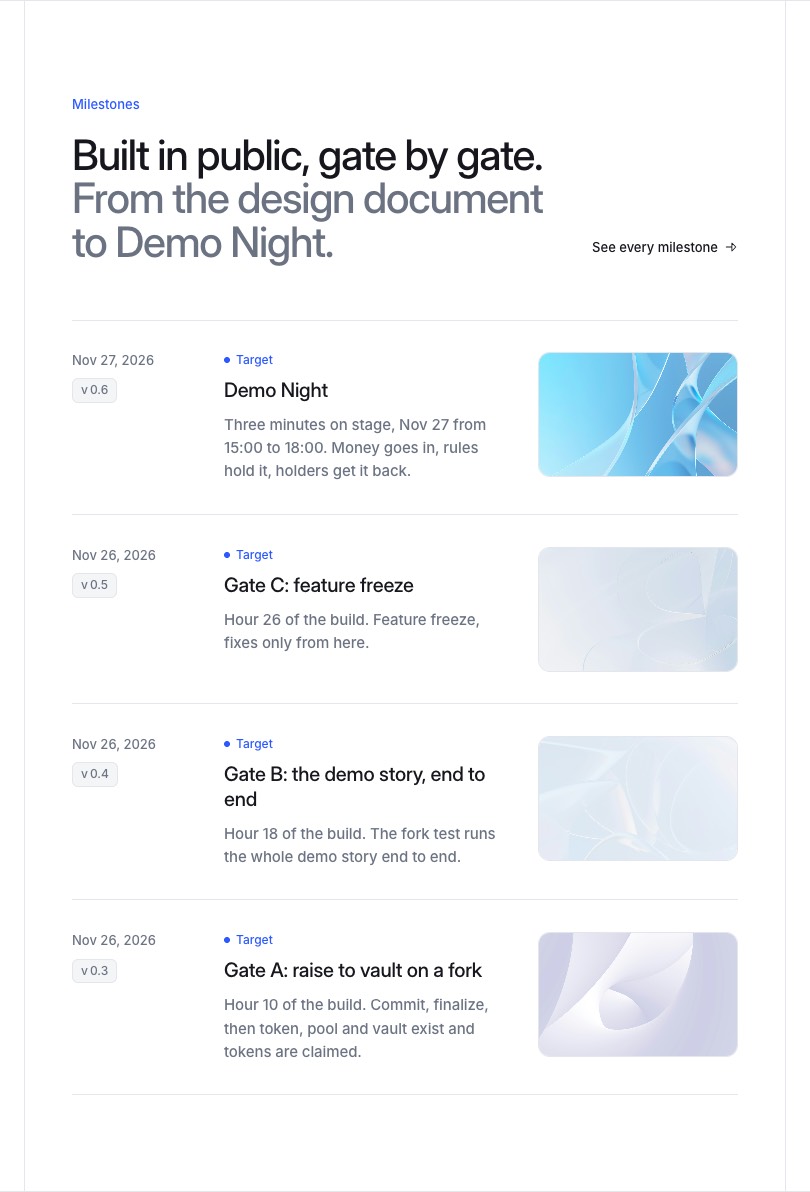 Milestones
Built in public, gate by gate.
From the design document
to Demo Night.
See every milestone
Nov 27, 2026
v 0.6
Target
Demo Night
Three minutes on stage, Nov 27 from
15:00 to 18:00. Money goes in, rules
hold it, holders get it back.
Nov 26, 2026
v 0.5
Target
Gate C: feature freeze
Hour 26 of the build. Feature freeze,
fixes only from here.
Nov 26, 2026
v 0.4
Target
Gate B: the demo story, end to
end
Hour 18 of the build. The fork test runs
the whole demo story end to end.
Nov 26, 2026
v 0.3
Target
Gate A: raise to vault on a fork
Hour 10 of the build. Commit, finalize,
then token, pool and vault exist and
tokens are claimed.